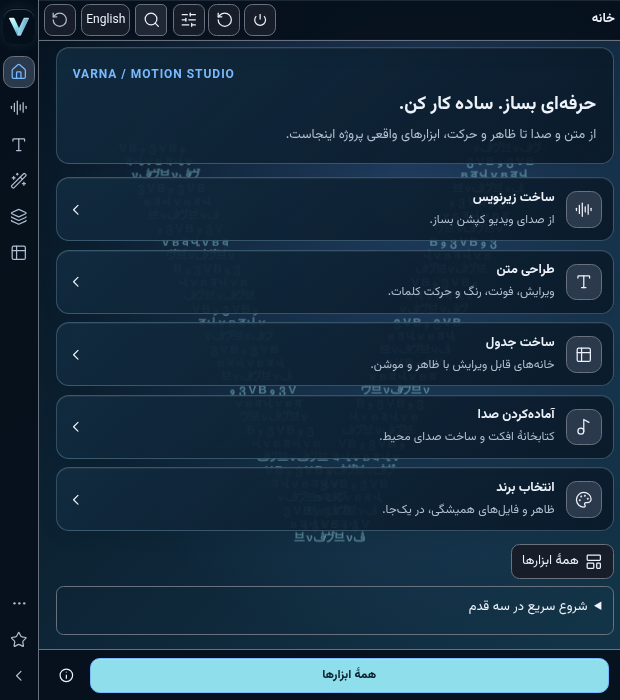 خانه
English
VARNA / MOTION STUDIO
حرفه‌ای بساز. ساده کار کن.
از متن و صدا تا ظاهر و حرکت، ابزارهای واقعی پروژه اینجاست.
ساخت زیرنویس
از صدای ویدیو کپشن بساز.
طراحی متن
ویرایش، فونت، رنگ و حرکت کلمات.
ساخت جدول
خانه‌های قابل ویرایش با ظاهر و موشن.
آماده‌کردن صدا
کتابخانهٔ افکت و ساخت صدای محیط.
انتخاب برند
ظاهر و فایل‌های همیشگی، در یک‌جا.
همهٔ ابزارها
شروع سریع در سه قدم
همهٔ ابزارها